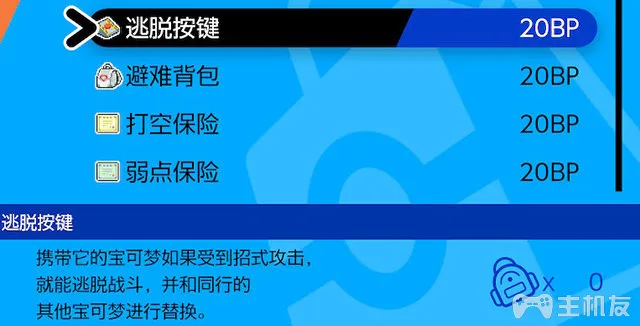 逃脱按键 20BP
避难背包 20BP
打空保险 20BP
弱点保险 20BP
逃脱按键
携带它的宝可梦如果受到招式攻击，
就能逃脱战斗，并和同行的
其他宝可梦进行替换。
x 0
主机友